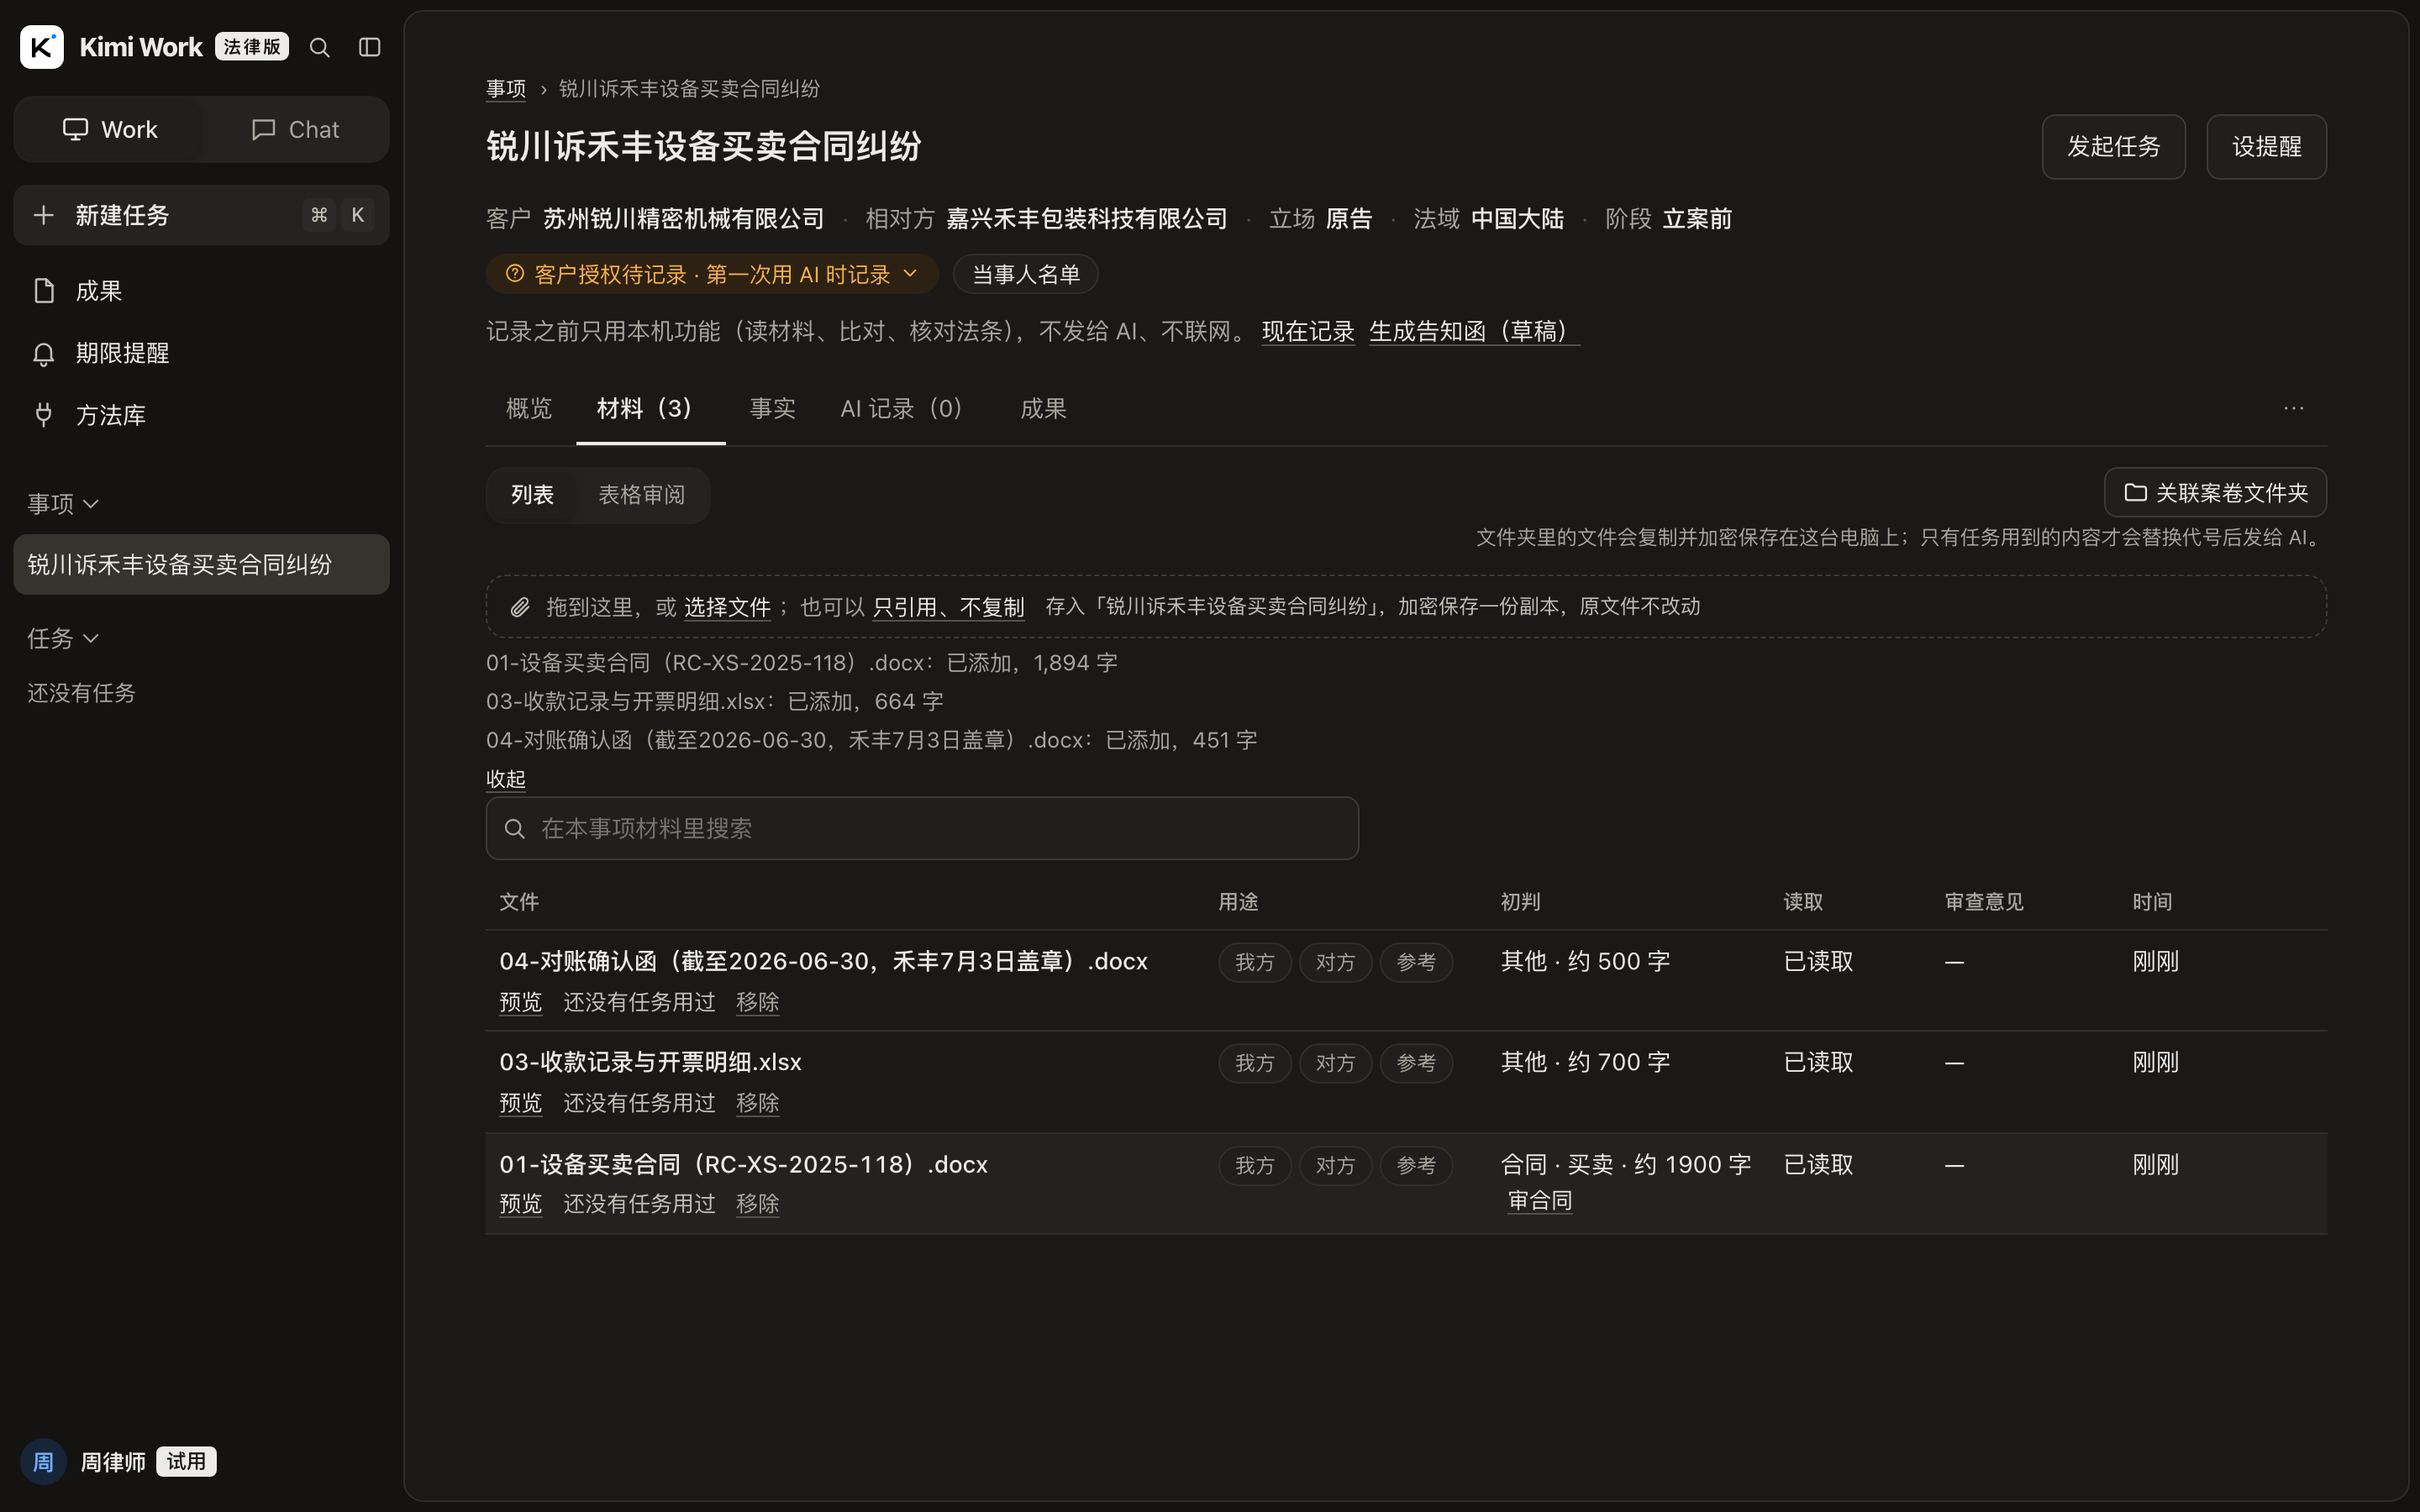 Kimi Work 法律版
Work Chat
新建任务 ⌘ K
成果
期限提醒
方法库
事项
锐川诉禾丰设备买卖合同纠纷
任务
还没有任务
周 周律师 试用
事项 › 锐川诉禾丰设备买卖合同纠纷
锐川诉禾丰设备买卖合同纠纷
发起任务 设提醒
客户 苏州锐川精密机械有限公司 · 相对方 嘉兴禾丰包装科技有限公司 · 立场 原告 · 法域 中国大陆 · 阶段 立案前
客户授权待记录 · 第一次用 AI 时记录 当事人名单
记录之前只用本机功能（读材料、比对、核对法条），不发给 AI、不联网。 现在记录 生成告知函（草稿）
概览 材料（3） 事实 AI 记录（0） 成果 ···
列表 表格审阅 关联案卷文件夹
文件夹里的文件会复制并加密保存在这台电脑上；只有任务用到的内容才会替换代号后发给 AI。
拖到这里，或 选择文件；也可以 只引用、不复制 存入「锐川诉禾丰设备买卖合同纠纷」，加密保存一份副本，原文件不改动
01-设备买卖合同（RC-XS-2025-118）.docx：已添加，1,894 字
03-收款记录与开票明细.xlsx：已添加，664 字
04-对账确认函（截至2026-06-30，禾丰7月3日盖章）.docx：已添加，451 字
收起
在本事项材料里搜索
文件 用途 初判 读取 审查意见 时间
04-对账确认函（截至2026-06-30，禾丰7月3日盖章）.docx 我方 对方 参考 其他 · 约 500 字 已读取 — 刚刚
预览 还没有任务用过 移除
03-收款记录与开票明细.xlsx 我方 对方 参考 其他 · 约 700 字 已读取 — 刚刚
预览 还没有任务用过 移除
01-设备买卖合同（RC-XS-2025-118）.docx 我方 对方 参考 合同 · 买卖 · 约 1900 字 已读取 — 刚刚
预览 还没有任务用过 移除 审合同